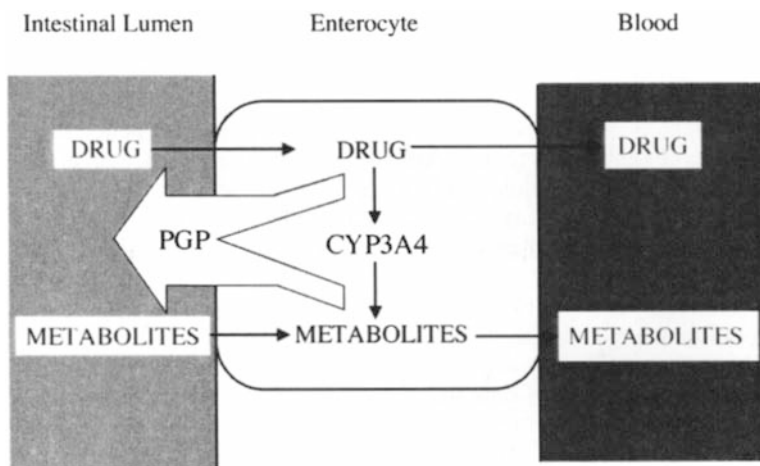 Intestinal Lumen Enterocyte Blood
DRUG DRUG DRUG
PGP CYP3A4
METABOLITES METABOLITES METABOLITES